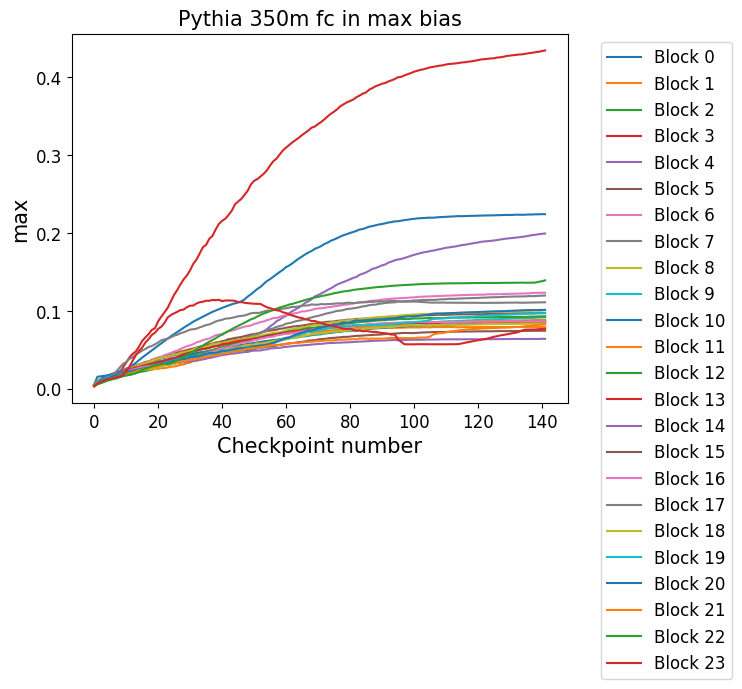 Pythia 350m fc in max bias
max
0.4
0.3
0.2
0.1
0.0
0 20 40 60 80 100 120 140
Checkpoint number
Block 0
Block 1
Block 2
Block 3
Block 4
Block 5
Block 6
Block 7
Block 8
Block 9
Block 10
Block 11
Block 12
Block 13
Block 14
Block 15
Block 16
Block 17
Block 18
Block 19
Block 20
Block 21
Block 22
Block 23